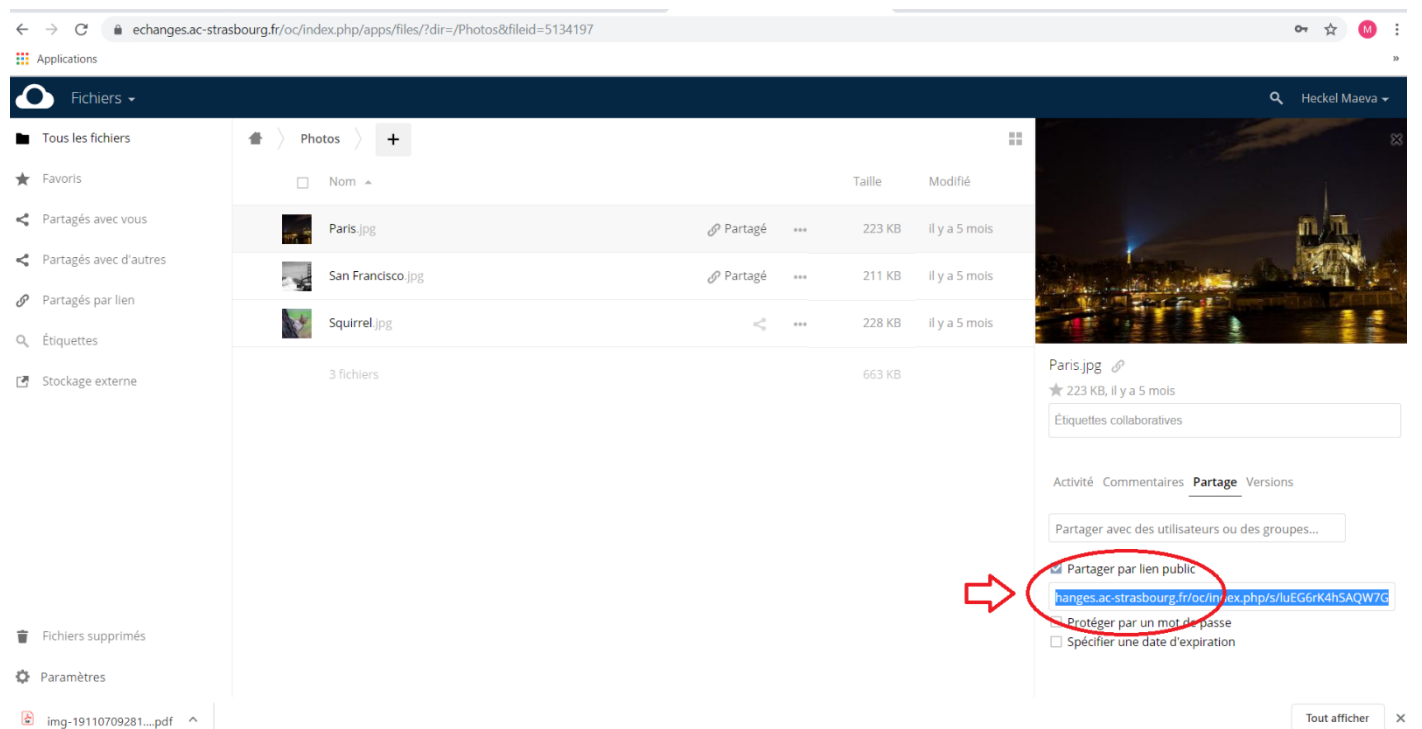 echanges.ac-strasbourg.fr/oc/index.php/apps/files/?dir=/Photos&fileid=5134197
M
Applications
»
Fichiers
Heckel Maeva
Tous les fichiers
Favoris
Partagés avec vous
Partagés avec d'autres
Partagés par lien
Étiquettes
Stockage externe
Fichiers supprimés
Paramètres
Photos
+
Nom Taille Modifié
Paris.jpg Partagé ••• 223 KB il y a 5 mois
San Francisco.jpg Partagé ••• 211 KB il y a 5 mois
Squirrel.jpg ••• 228 KB il y a 5 mois
3 fichiers 663 KB
Paris.jpg
223 KB, il y a 5 mois
Étiquettes collaboratives
Activité Commentaires Partage Versions
Partager avec des utilisateurs ou des groupes...
Partager par lien public
hanges.ac-strasbourg.fr/oc/index.php/s/luEG6rK4hSAQW7G
Protéger par un mot de passe
Spécifier une date d'expiration
img-19110709281....pdf
Tout afficher